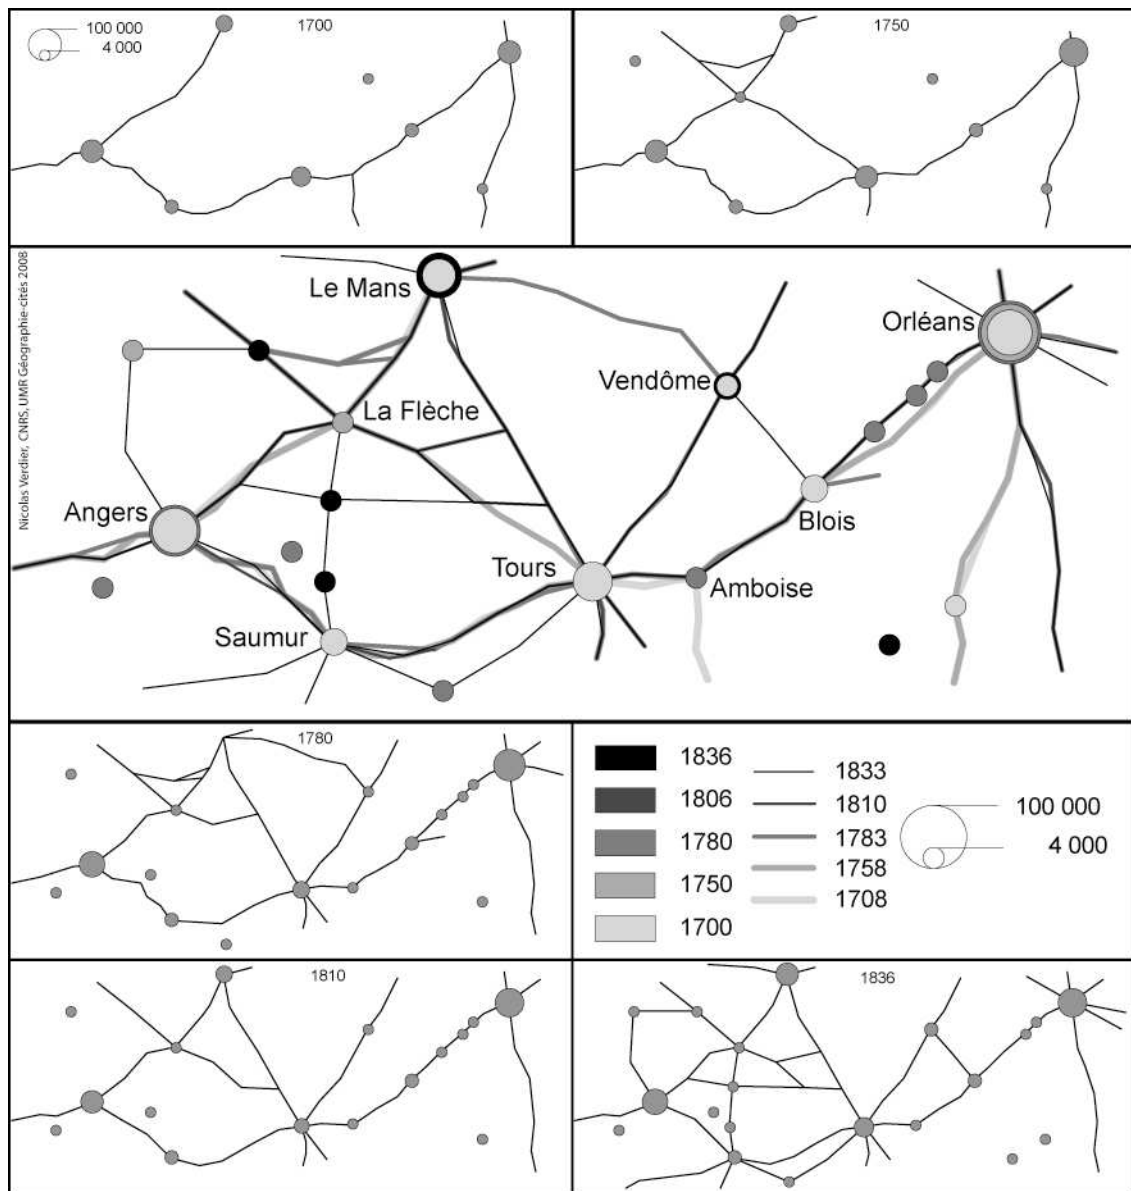 100 000
4 000
1700
1750
Nicolas Verdier, CNRS, UMR Géographie-cités 2008
Le Mans
Orléans
Vendôme
La Flèche
Angers
Blois
Tours
Amboise
Saumur
1780
1836
1806
1780
1750
1700
1833
1810
1783
1758
1708
100 000
4 000
1810
1836